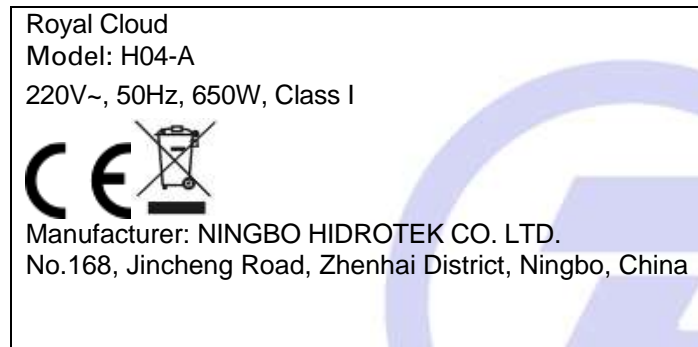 Royal Cloud
Model: H04-A
220V~, 50Hz, 650W, Class I
CE
Manufacturer: NINGBO HIDROTEK CO. LTD.
No.168, Jincheng Road, Zhenhai District, Ningbo, China